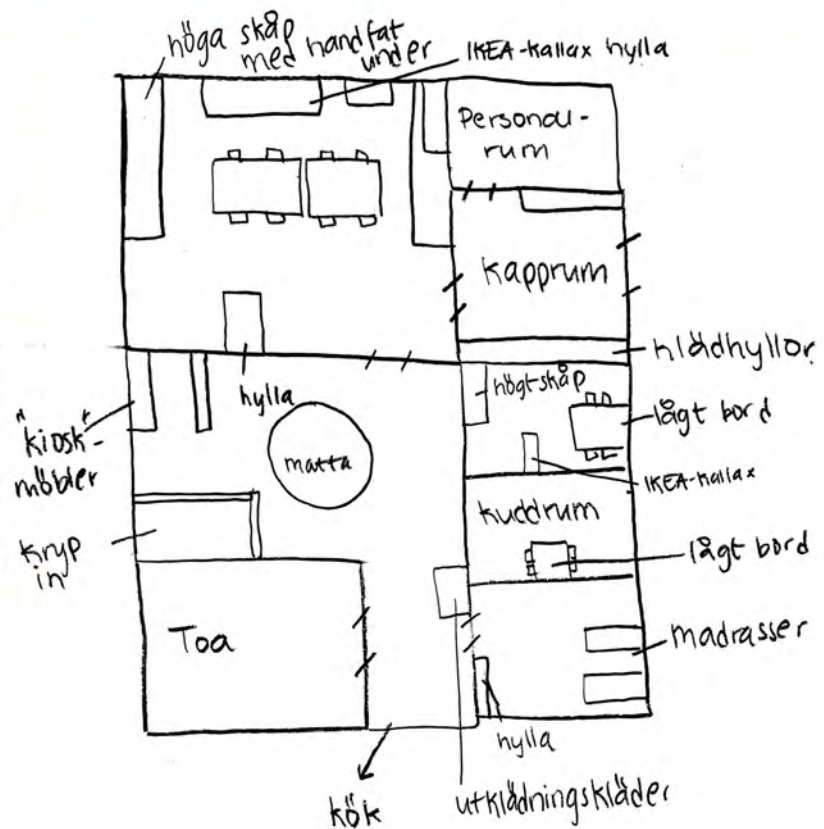 höga skåp
med handfat
under
IKEA-kallax hylla
Personal-
rum
Kapprum
klädhyllor
hylla
högt skåp
lågt bord
"kiosk"-
möbler
matta
IKEA-kallax
kuddrum
kryp
in
lågt bord
Toa
madrasser
hylla
kök
utklädningskläder